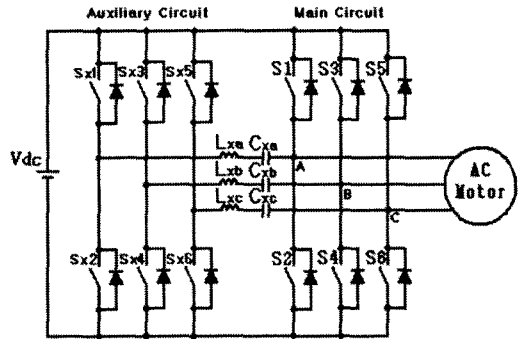 Auxiliary Circuit Main Circuit
Sx1 Sx3 Sx5 S1 S3 S5
Lxa Cxa
A
Vdc
Lxb Cxb
B
AC
Motor
Lxc Cxc
C
Sx2 Sx4 Sx6 S2 S4 S6